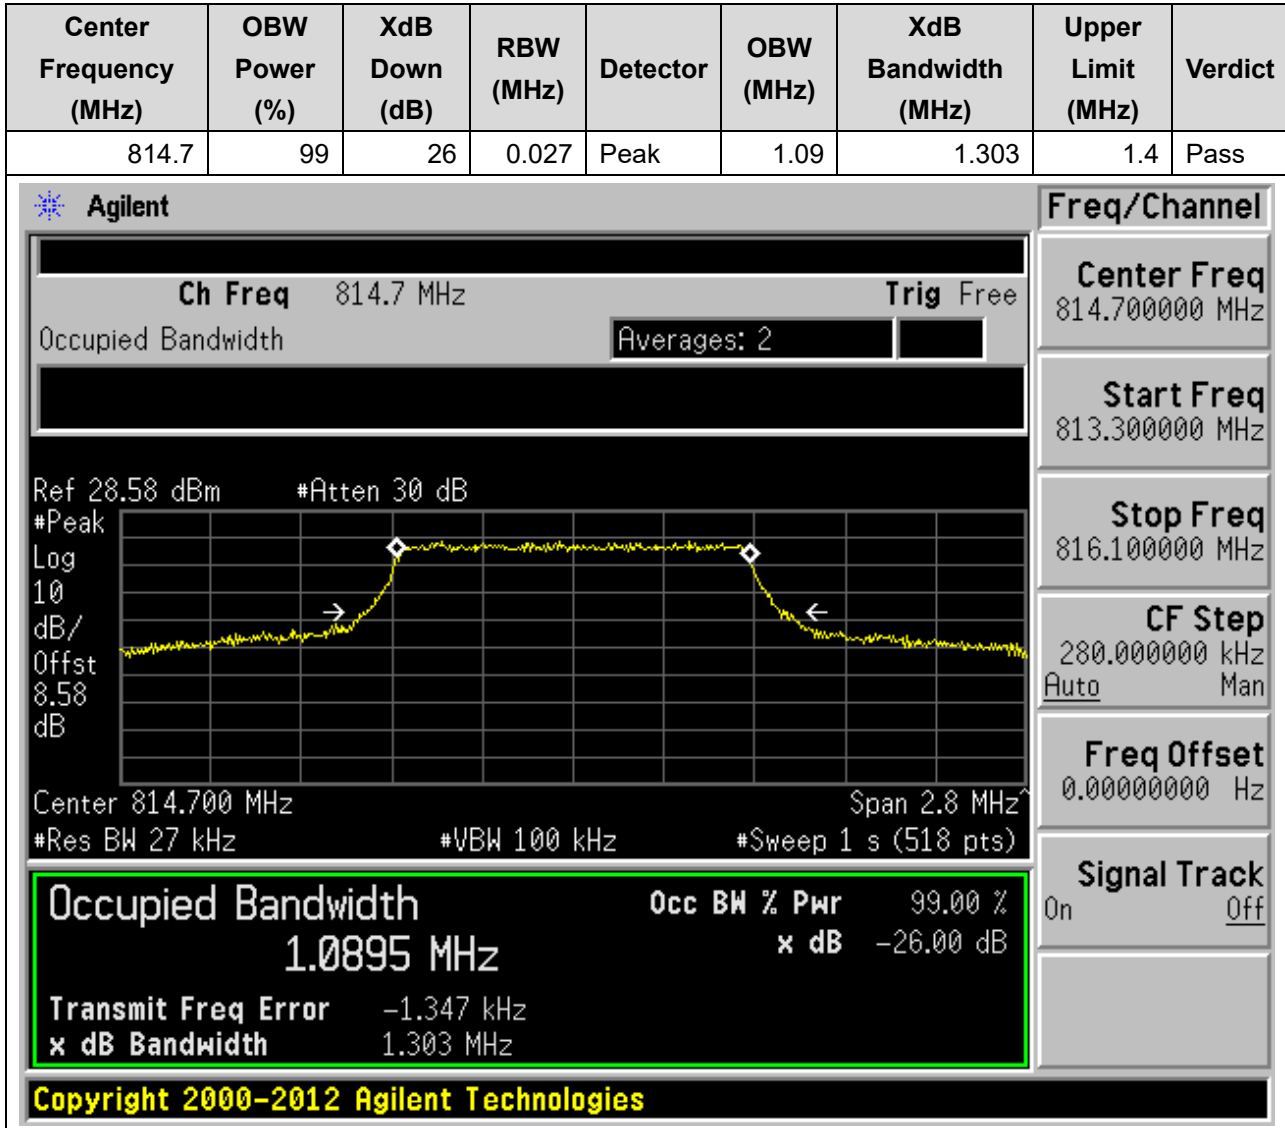 Center Frequency (MHz) OBW Power (%) XdB Down (dB) RBW (MHz) Detector OBW (MHz) XdB Bandwidth (MHz) Upper Limit (MHz) Verdict
814.7 99 26 0.027 Peak 1.09 1.303 1.4 Pass
Agilent
Freq/Channel
Ch Freq 814.7 MHz Trig Free
Occupied Bandwidth Averages: 2
Center Freq
814.700000 MHz
Start Freq
813.300000 MHz
Stop Freq
816.100000 MHz
CF Step
280.000000 kHz
Auto Man
Freq Offset
0.00000000 Hz
Signal Track
On Off
Ref 28.58 dBm #Atten 30 dB
#Peak
Log
10
dB/
Offst
8.58
dB
Center 814.700 MHz Span 2.8 MHz^
#Res BW 27 kHz #VBW 100 kHz #Sweep 1 s (518 pts)
Occupied Bandwidth Occ BW % Pwr 99.00 %
1.0895 MHz x dB -26.00 dB
Transmit Freq Error -1.347 kHz
x dB Bandwidth 1.303 MHz
Copyright 2000-2012 Agilent Technologies